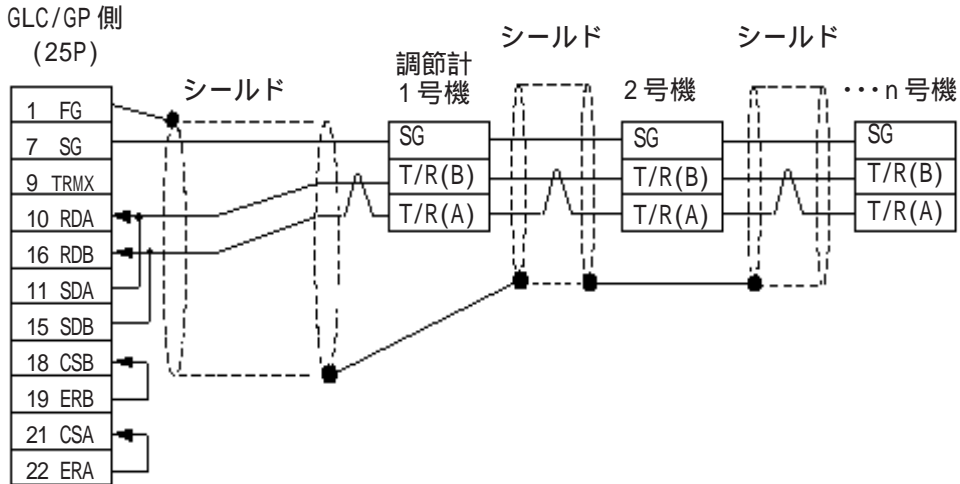 GLC/GP 側
(25P)
シールド
調節計
1号機
シールド
2号機
シールド
･･･n号機
1 FG
7 SG
9 TRMX
10 RDA
16 RDB
11 SDA
15 SDB
18 CSB
19 ERB
21 CSA
22 ERA
SG
T/R(B)
T/R(A)
SG
T/R(B)
T/R(A)
SG
T/R(B)
T/R(A)